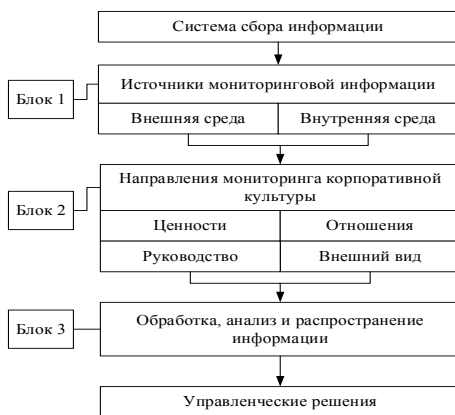 Система сбора информации
Блок 1
Источники мониторинговой информации
Внешняя среда
Внутренняя среда
Блок 2
Направления мониторинга корпоративной
культуры
Ценности
Отношения
Руководство
Внешний вид
Блок 3
Обработка, анализ и распространение
информации
Управленческие решения